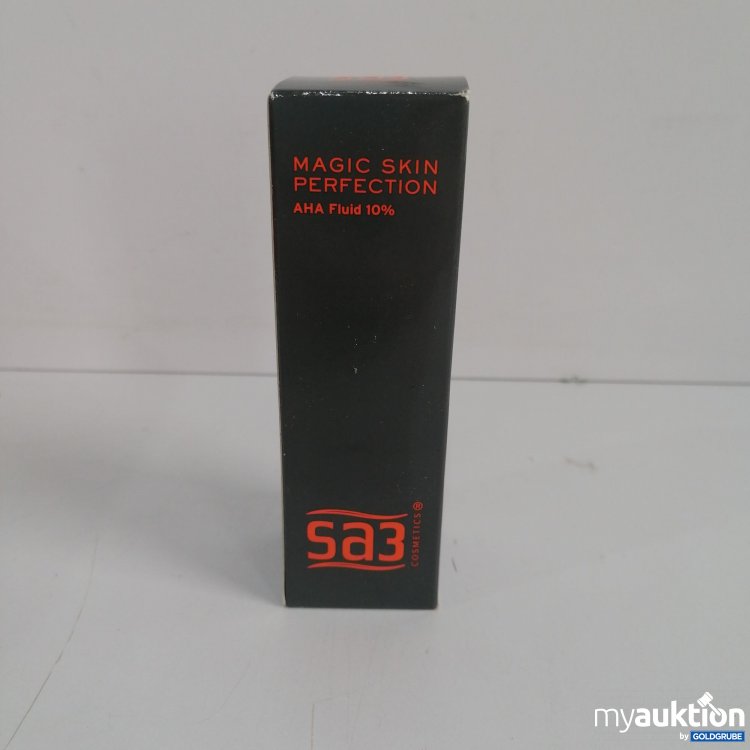 MAGIC SKIN
PERFECTION
AHA Fluid 10%
sa3
COSMETICS®
myauktion
by GOLDGRUBE